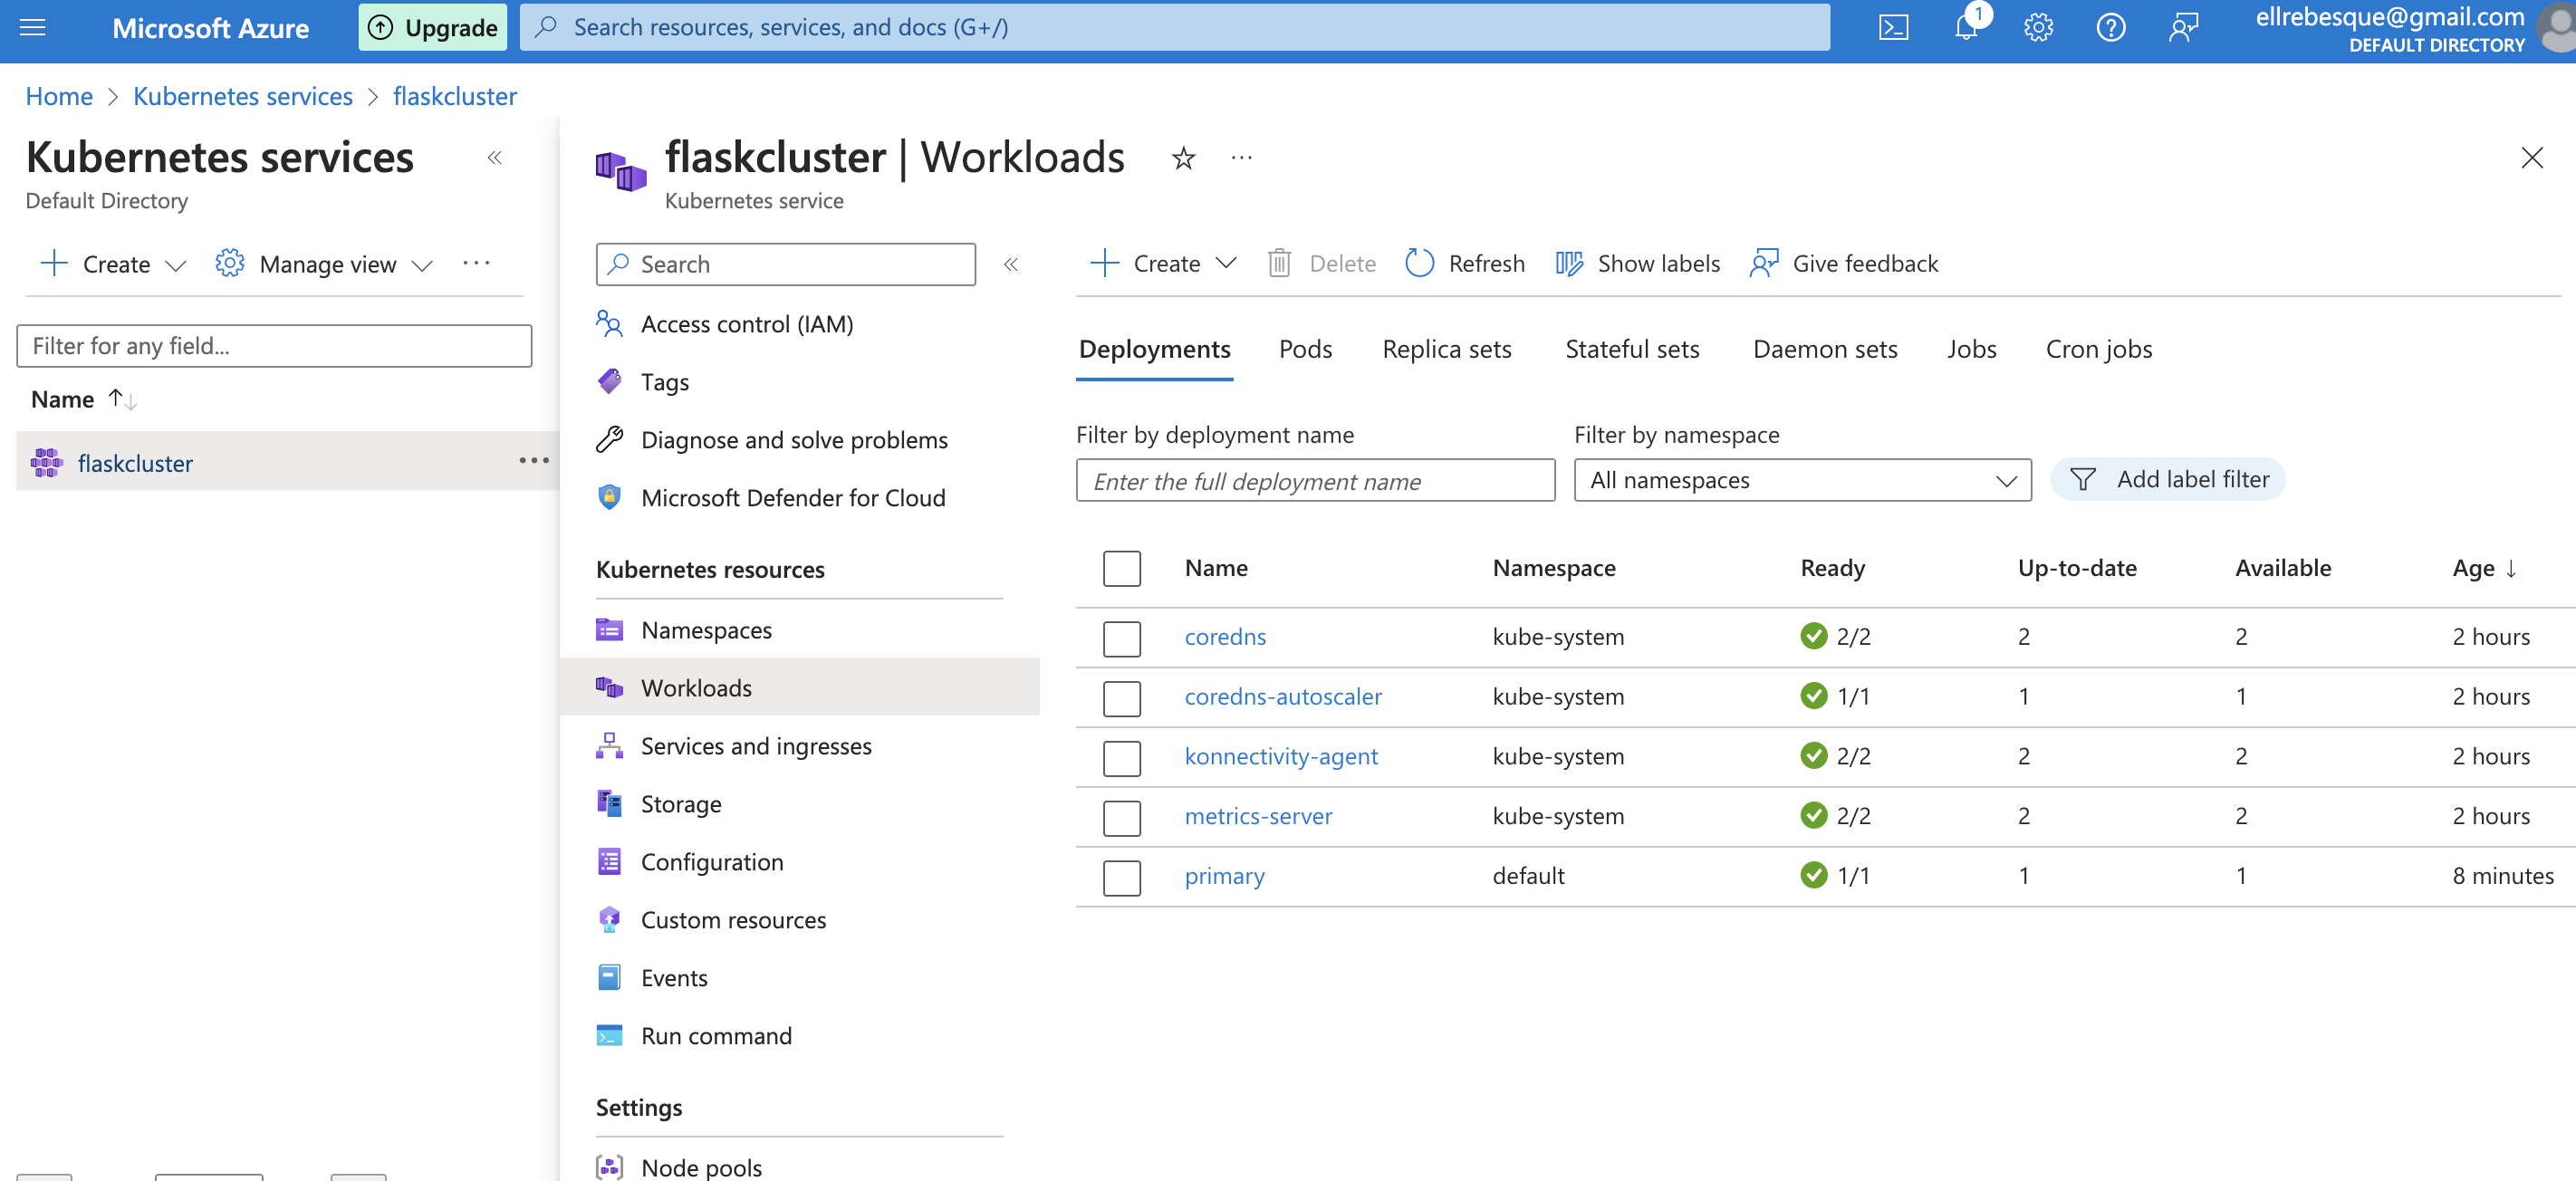 Microsoft Azure
Upgrade
Search resources, services, and docs (G+/)
1
ellrebesque@gmail.com
DEFAULT DIRECTORY
Home > Kubernetes services > flaskcluster
Kubernetes services
Default Directory
Create
Manage view
Filter for any field...
Name
flaskcluster
flaskcluster | Workloads
Kubernetes service
Search
Access control (IAM)
Tags
Diagnose and solve problems
Microsoft Defender for Cloud
Kubernetes resources
Namespaces
Workloads
Services and ingresses
Storage
Configuration
Custom resources
Events
Run command
Settings
Node pools
Create Delete Refresh Show labels Give feedback
Deployments Pods Replica sets Stateful sets Daemon sets Jobs Cron jobs
Filter by deployment name Filter by namespace
Enter the full deployment name All namespaces Add label filter
Name Namespace Ready Up-to-date Available Age
coredns kube-system 2/2 2 2 2 hours
coredns-autoscaler kube-system 1/1 1 1 2 hours
konnectivity-agent kube-system 2/2 2 2 2 hours
metrics-server kube-system 2/2 2 2 2 hours
primary default 1/1 1 1 8 minutes